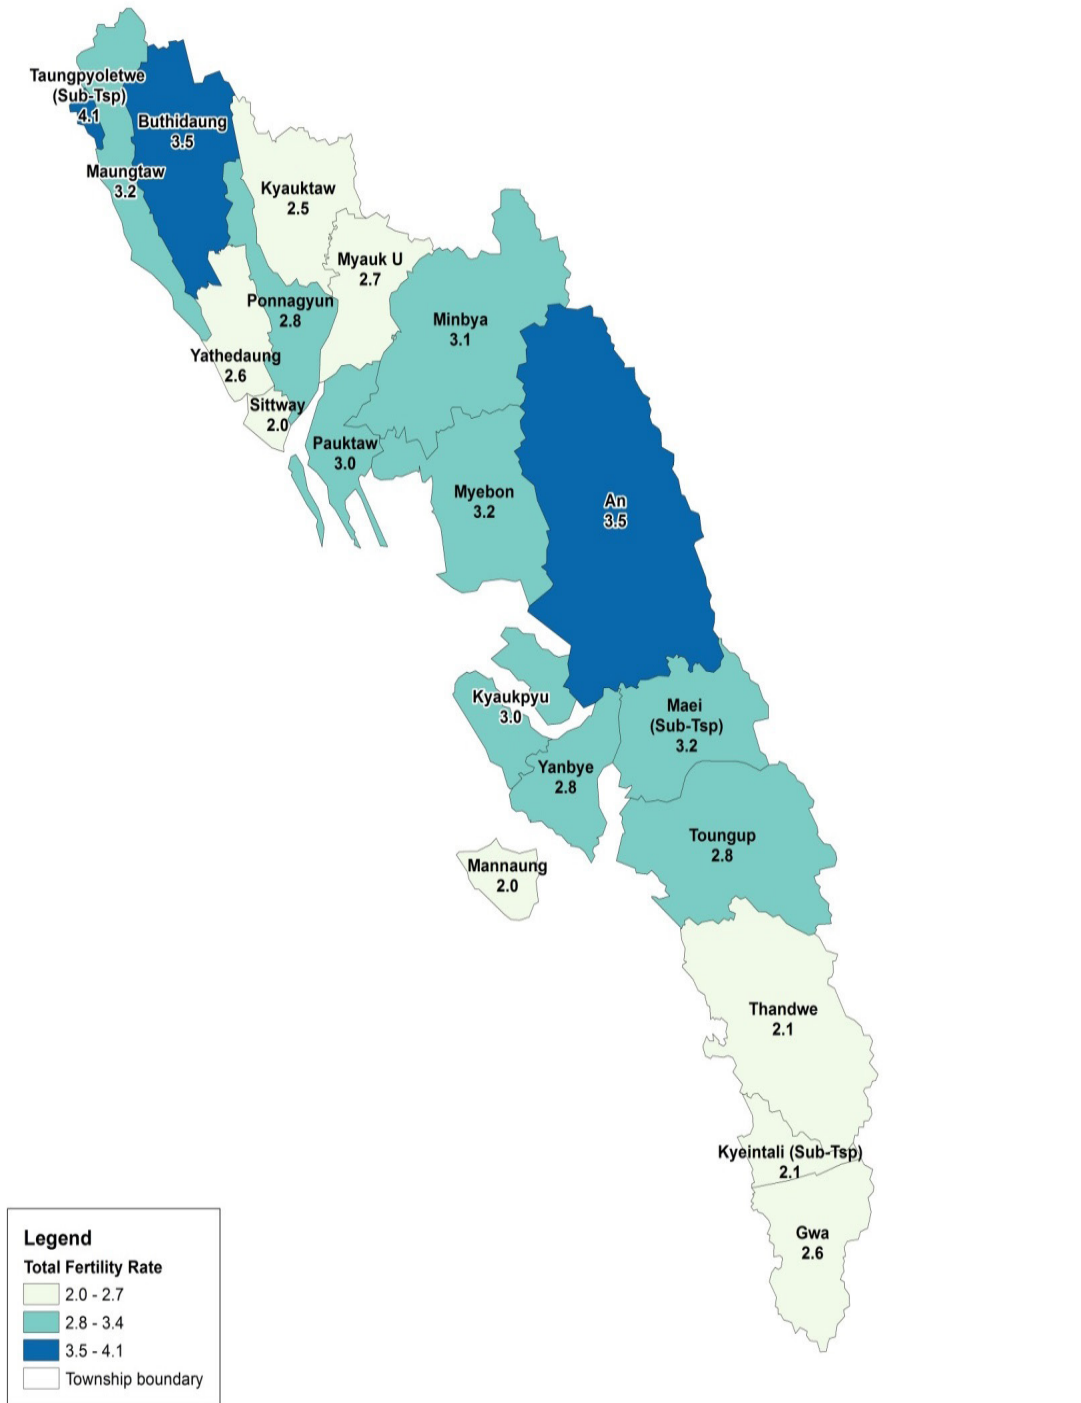 Taungpyoletwe
(Sub-Tsp)
4.1
Buthidaung
3.5
Maungtaw
3.2
Kyauktaw
2.5
Myauk U
2.7
Ponnagyun
2.8
Minbya
3.1
Yathedaung
2.6
Sittway
2.0
Pauktaw
3.0
Myebon
3.2
An
3.5
Kyaukpyu
3.0
Maei
(Sub-Tsp)
3.2
Yanbye
2.8
Toungup
2.8
Mannaung
2.0
Thandwe
2.1
Kyeintali (Sub-Tsp)
2.1
Gwa
2.6
Legend
Total Fertility Rate
2.0 - 2.7
2.8 - 3.4
3.5 - 4.1
Township boundary